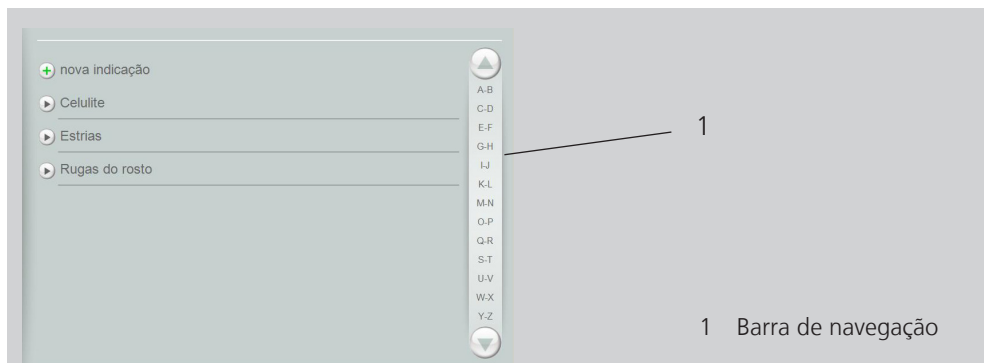 nova indicação
Celulite
Estrias
Rugas do rosto
A-B
C-D
E-F
G-H
I-J
K-L
M-N
O-P
Q-R
S-T
U-V
W-X
Y-Z
1
1 Barra de navegação